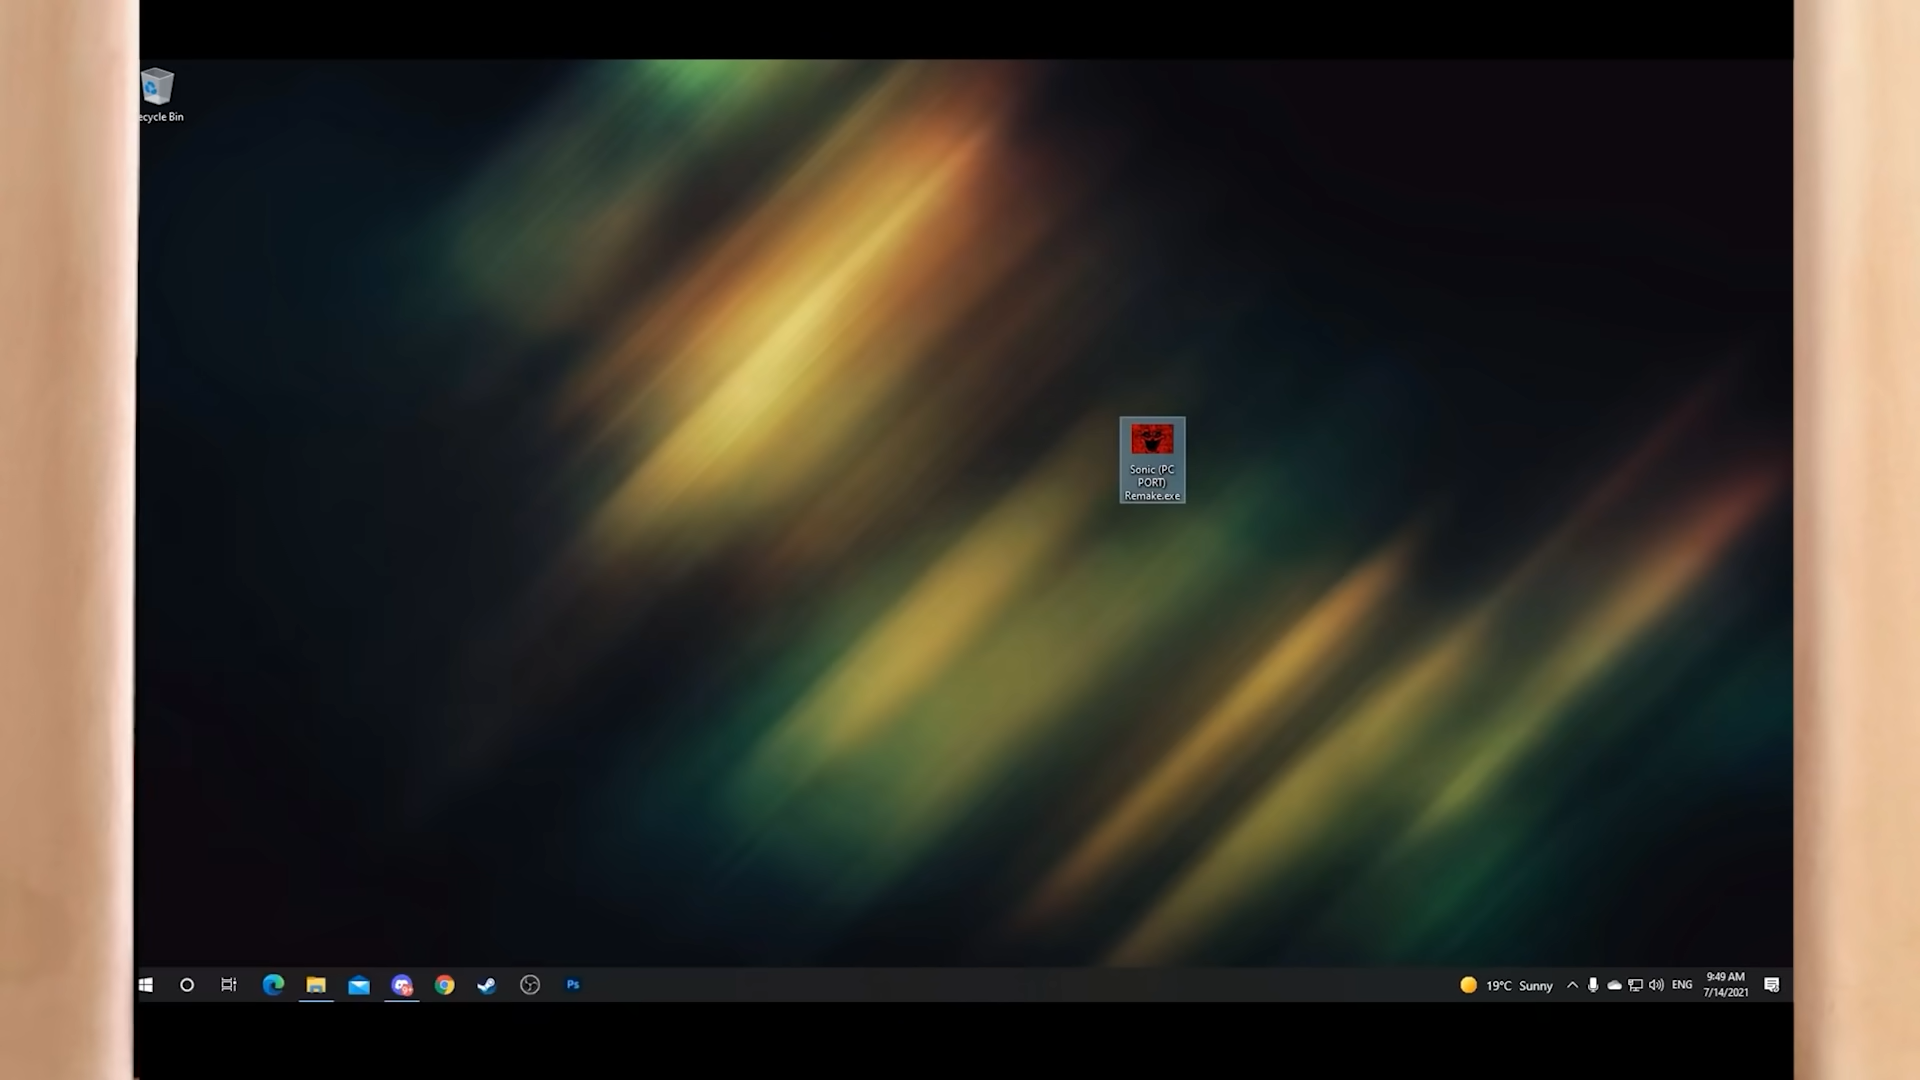 ecycle Bin
Sonic (PC
PORT)
Remake.exe
Ps
19°C Sunny
ENG
9:49 AM
7/14/2021